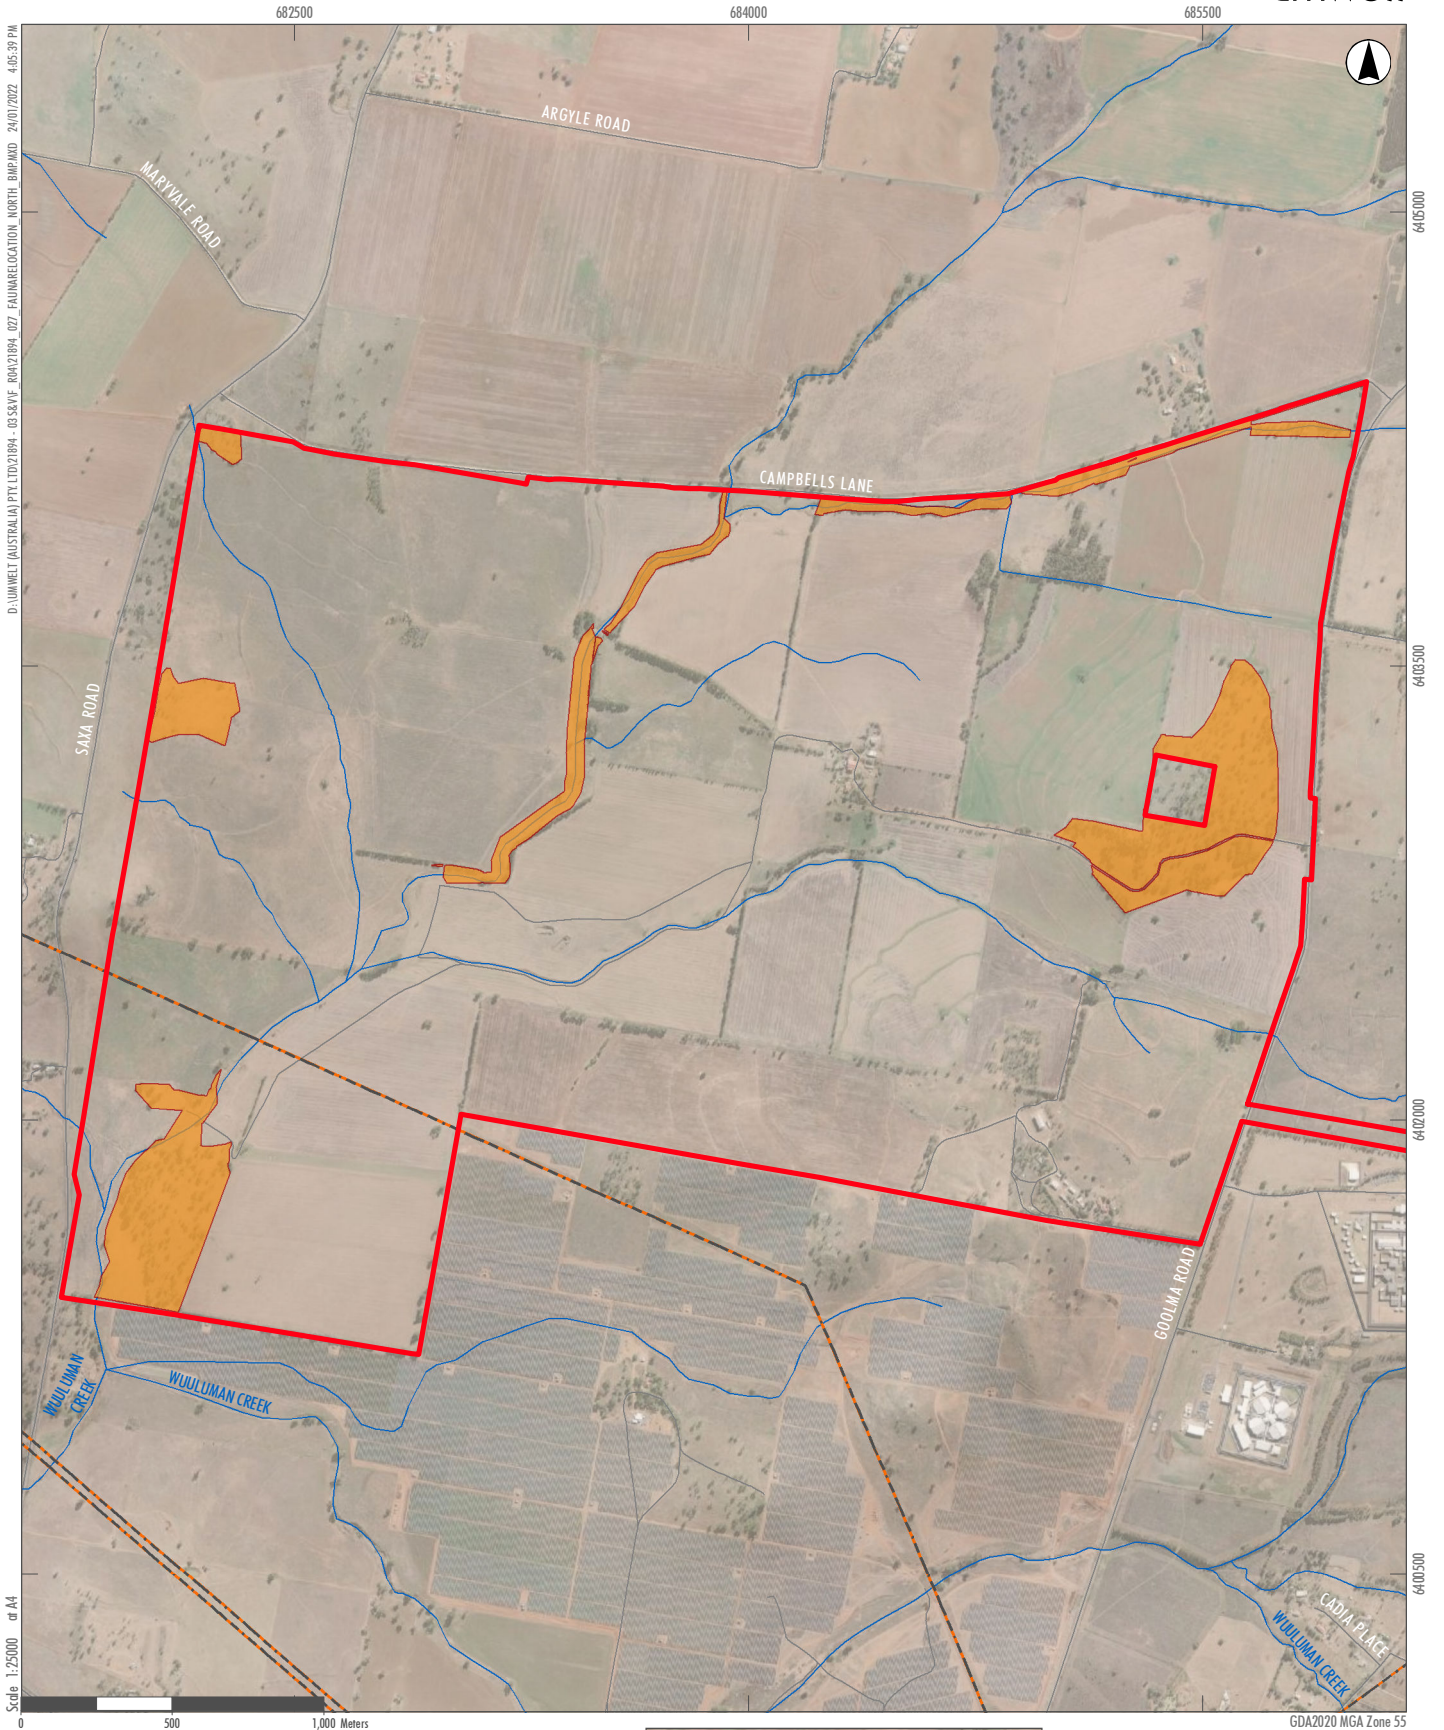 682500
684000
685500
D:\UMWELT (AUSTRALIA) PTY. LTD\21894 - 03 S&V\F_R04\21894_027_FAUNARELOCATION_NORTH_BMP.MXD 24/01/2022 4:05:39 PM
ARGYLE ROAD
MARYVALE ROAD
6405000
CAMPBELLS LANE
6403500
SAXA ROAD
6402000
GOOLMA ROAD
WUULUMAN
CREEK
WUULUMAN CREEK
6400500
CADIA PLACE
WUULUMAN CREEK
Scale 1:25000 at A4
0
500
1,000 Meters
GDA2020 MGA Zone 55